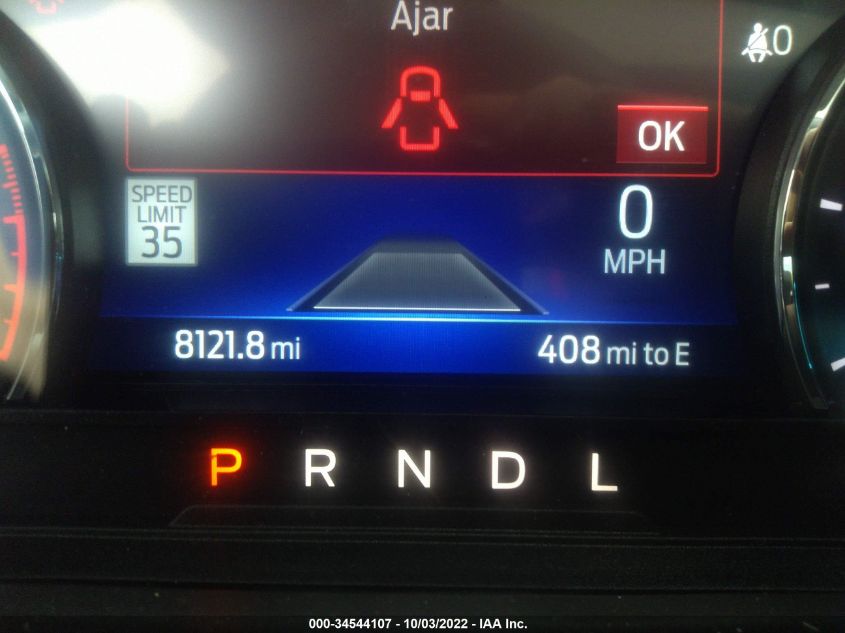 Ajar
0
OK
SPEED
LIMIT
35
0
MPH
8121.8 mi
408 mi to E
P R N D L
000-34544107 - 10/03/2022 - IAA Inc.